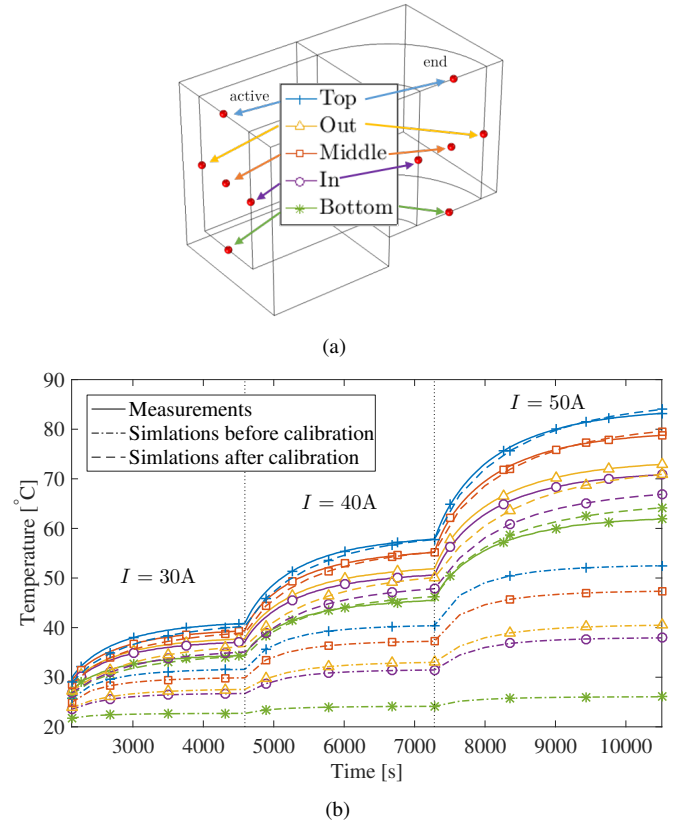 end
active
Top
Out
Middle
In
Bottom
(a)
90
80
70
60
50
40
30
20
Temperature [°C]
Measurements
Simlations before calibration
Simlations after calibration
I = 30A
I = 40A
I = 50A
3000 4000 5000 6000 7000 8000 9000 10000
Time [s]
(b)